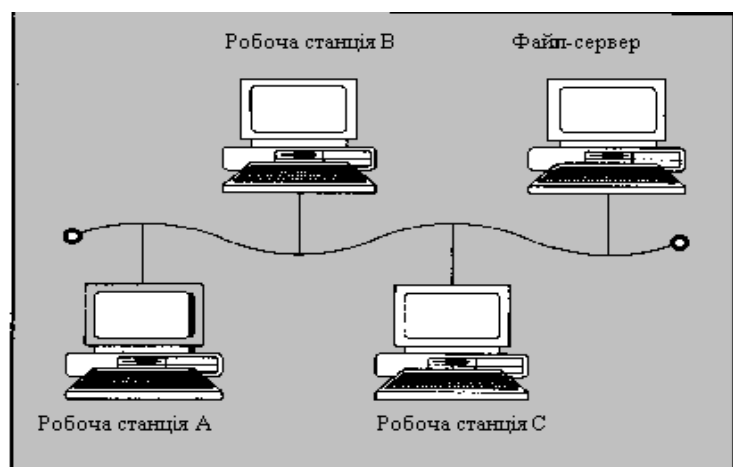 Робоча станція В
Файл-сервер
Робоча станція А
Робоча станція С